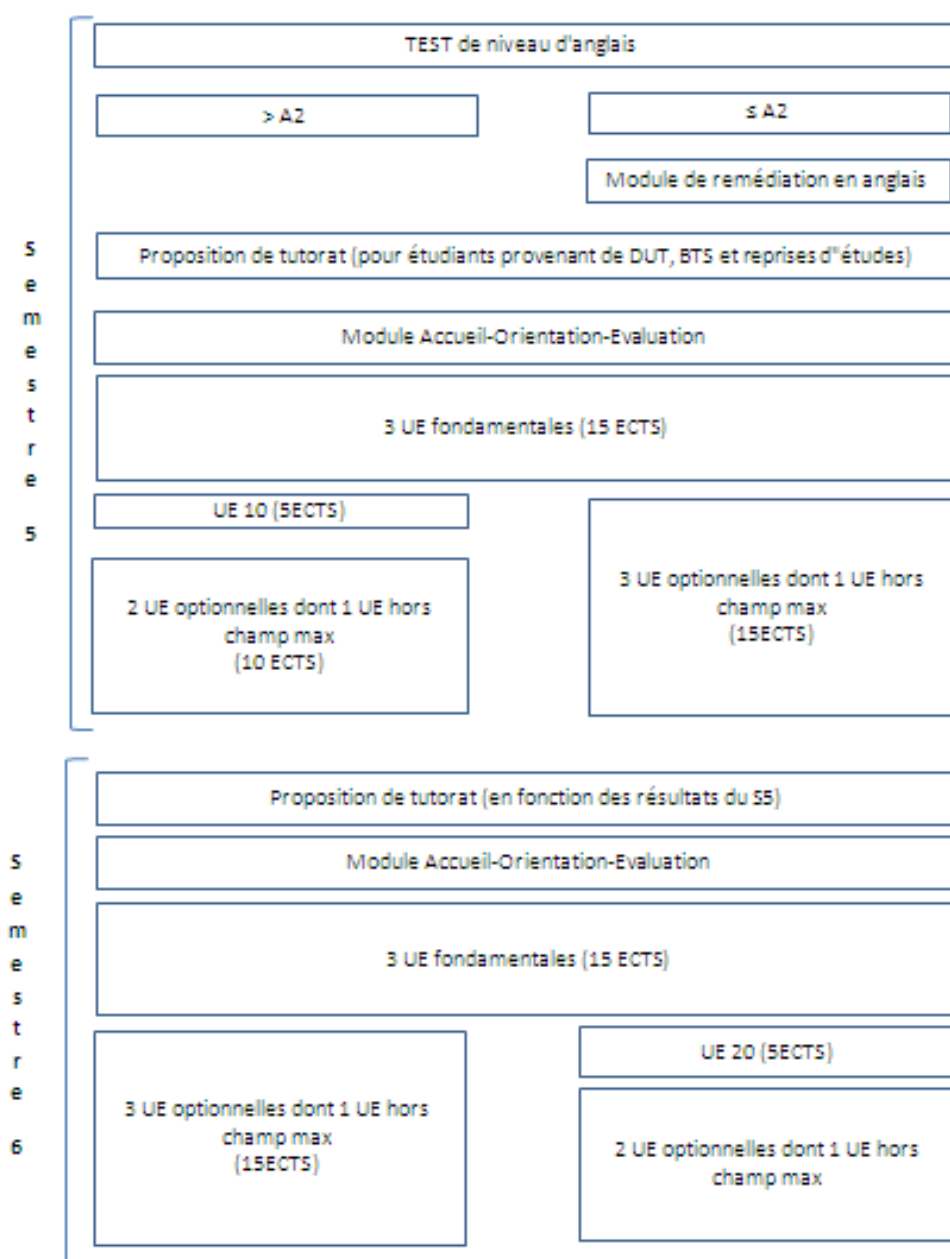 TEST de niveau d'anglais
> A2
≤ A2
Module de remédiation en anglais
Semestre 5
Proposition de tutorat (pour étudiants provenant de DUT, BTS et reprises d"études)
Module Accueil-Orientation-Evaluation
3 UE fondamentales (15 ECTS)
UE 10 (5ECTS)
2 UE optionnelles dont 1 UE hors
champ max
(10 ECTS)
3 UE optionnelles dont 1 UE hors
champ max
(15ECTS)
Semestre 6
Proposition de tutorat (en fonction des résultats du S5)
Module Accueil-Orientation-Evaluation
3 UE fondamentales (15 ECTS)
3 UE optionnelles dont 1 UE hors
champ max
(15ECTS)
UE 20 (5ECTS)
2 UE optionnelles dont 1 UE hors
champ max